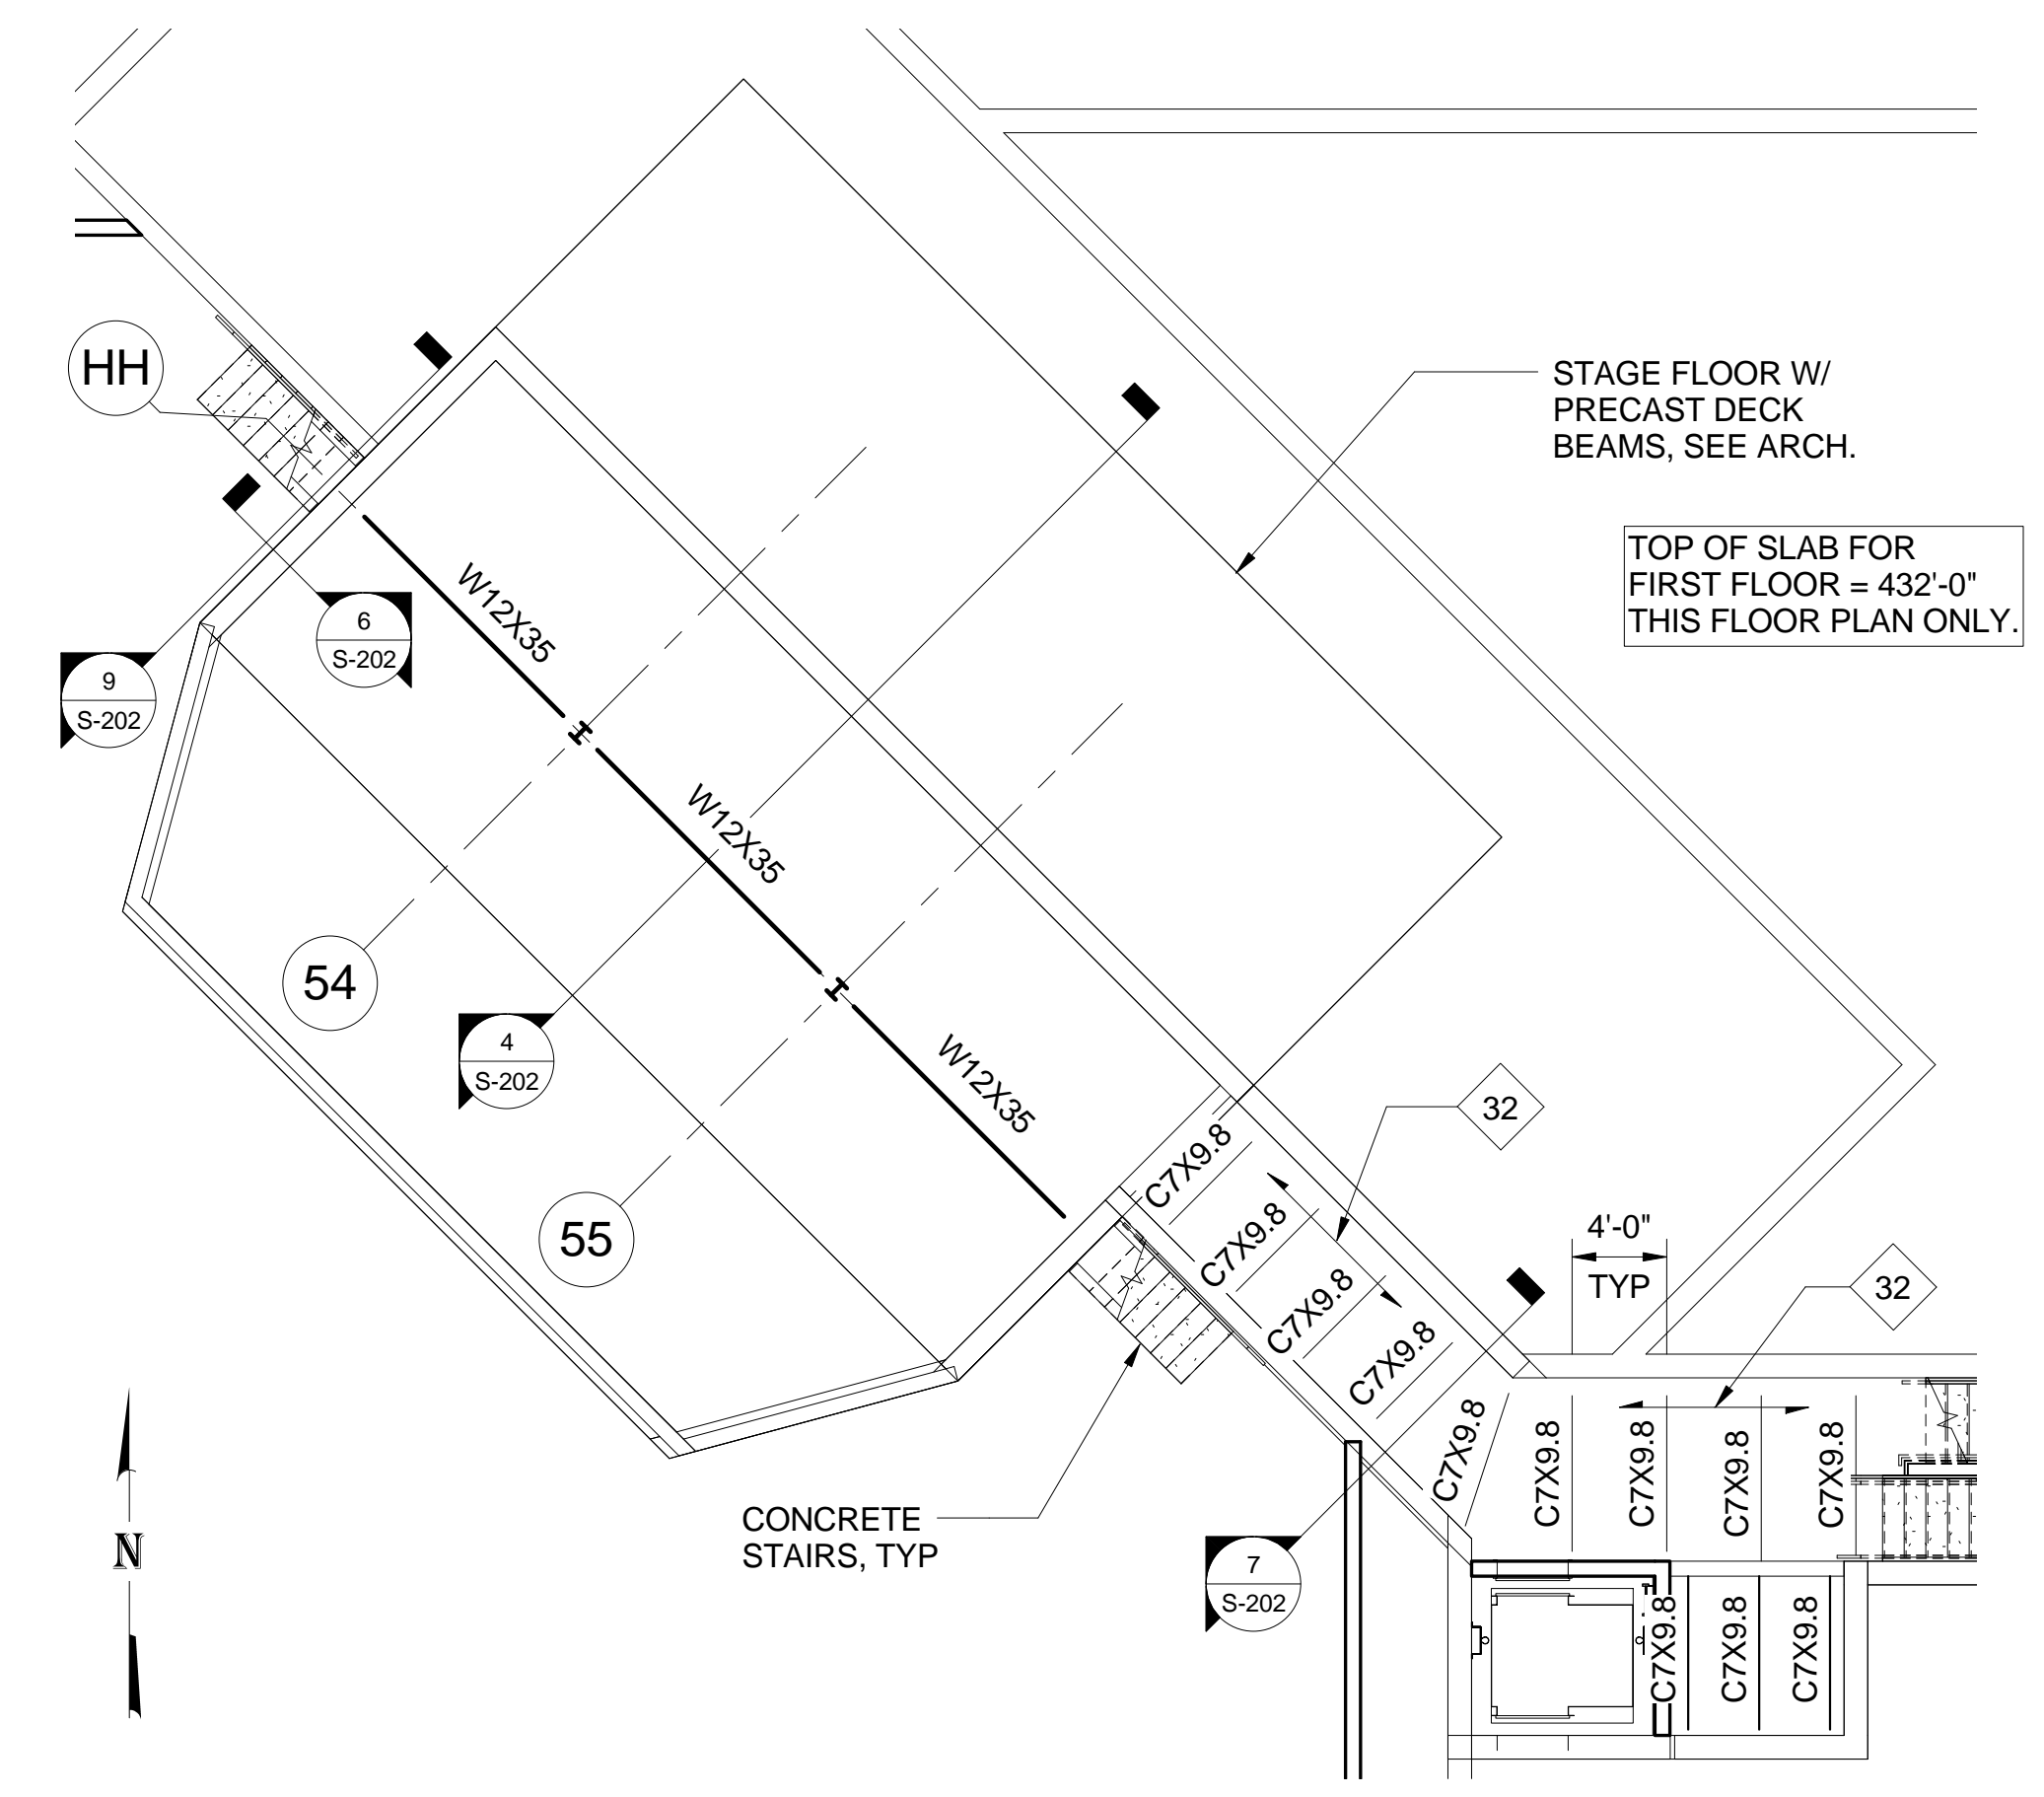 HH
STAGE FLOOR W/
PRECAST DECK
BEAMS, SEE ARCH.
TOP OF SLAB FOR
FIRST FLOOR = 432'-0"
THIS FLOOR PLAN ONLY.
W12X35
6
S-202
9
S-202
W12X35
54
4
S-202
W12X35
55
32
C7X9.8
C7X9.8
C7X9.8
C7X9.8
4'-0"
TYP
32
C7X9.8
C7X9.8
C7X9.8
C7X9.8
C7X9.8
CONCRETE
STAIRS, TYP
N
7
S-202
C7X9.8
C7X9.8
C7X9.8